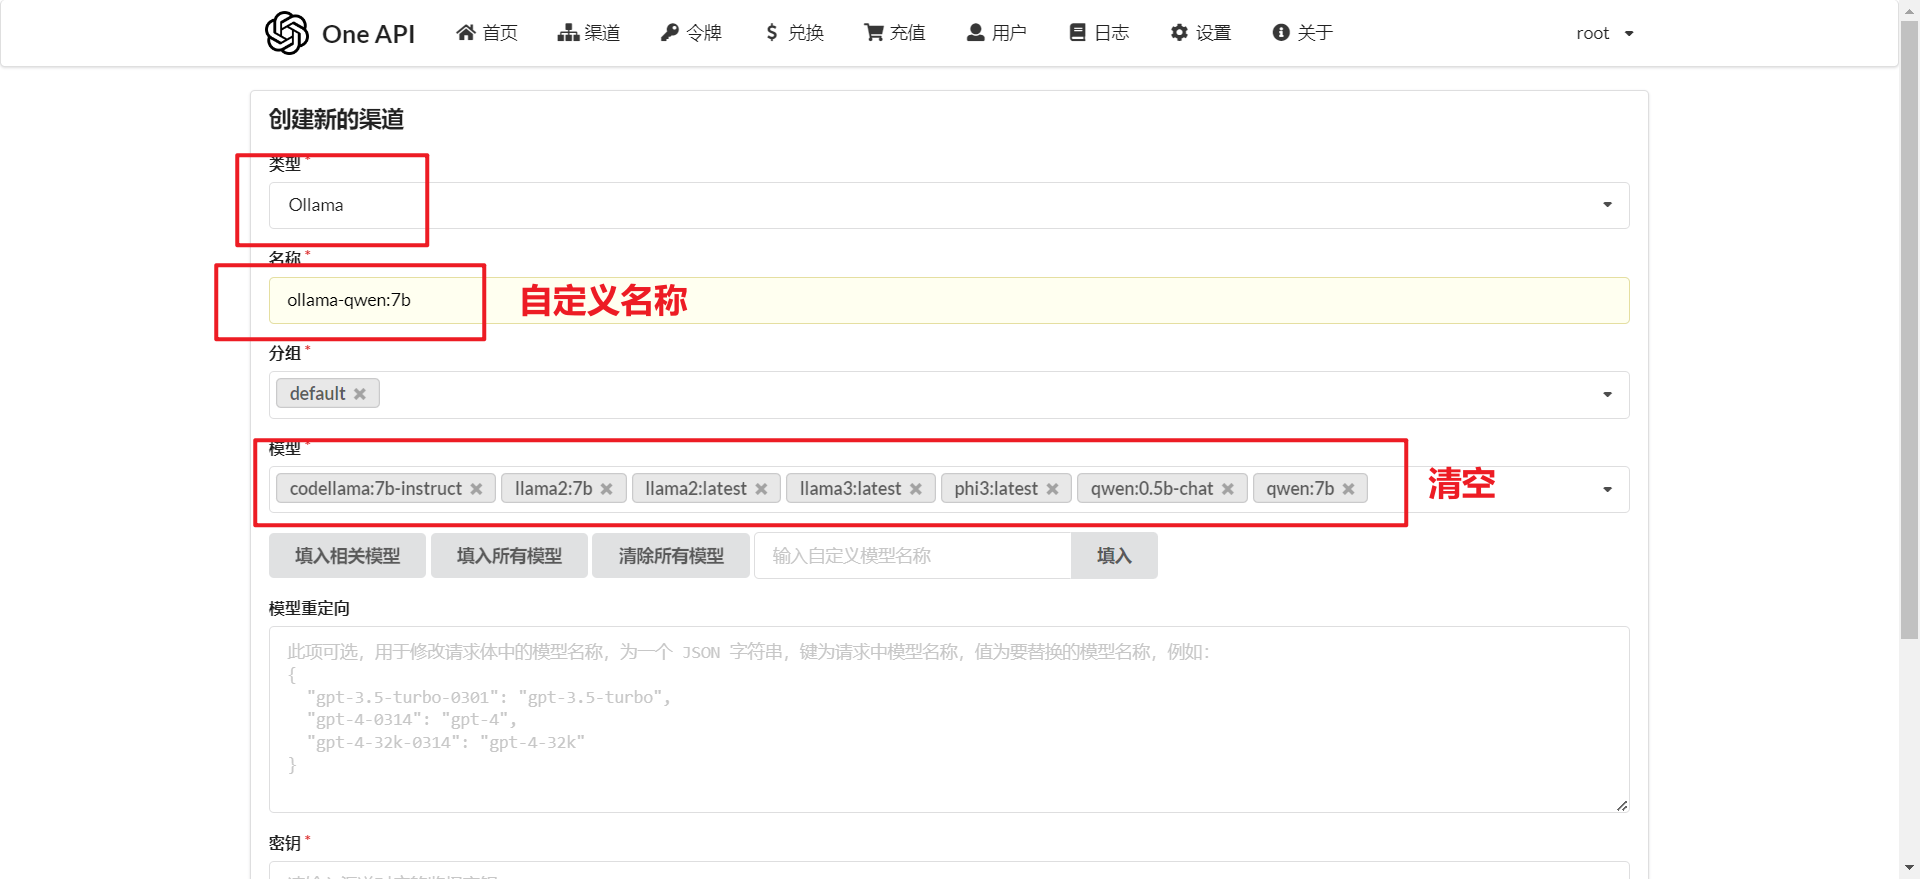 One API 首页 渠道 令牌 兑换 充值 用户 日志 设置 关于 root
创建新的渠道
类型 *
Ollama
名称 *
ollama-qwen:7b 自定义名称
分组 *
default
模型 *
codellama:7b-instruct llama2:7b llama2:latest llama3:latest phi3:latest qwen:0.5b-chat qwen:7b 清空
填入相关模型 填入所有模型 清除所有模型 输入自定义模型名称 填入
模型重定向
此项可选，用于修改请求体中的模型名称，为一个 JSON 字符串，键为请求中模型名称，值为要替换的模型名称，例如：
{
"gpt-3.5-turbo-0301": "gpt-3.5-turbo",
"gpt-4-0314": "gpt-4",
"gpt-4-32k-0314": "gpt-4-32k"
}
密钥 *